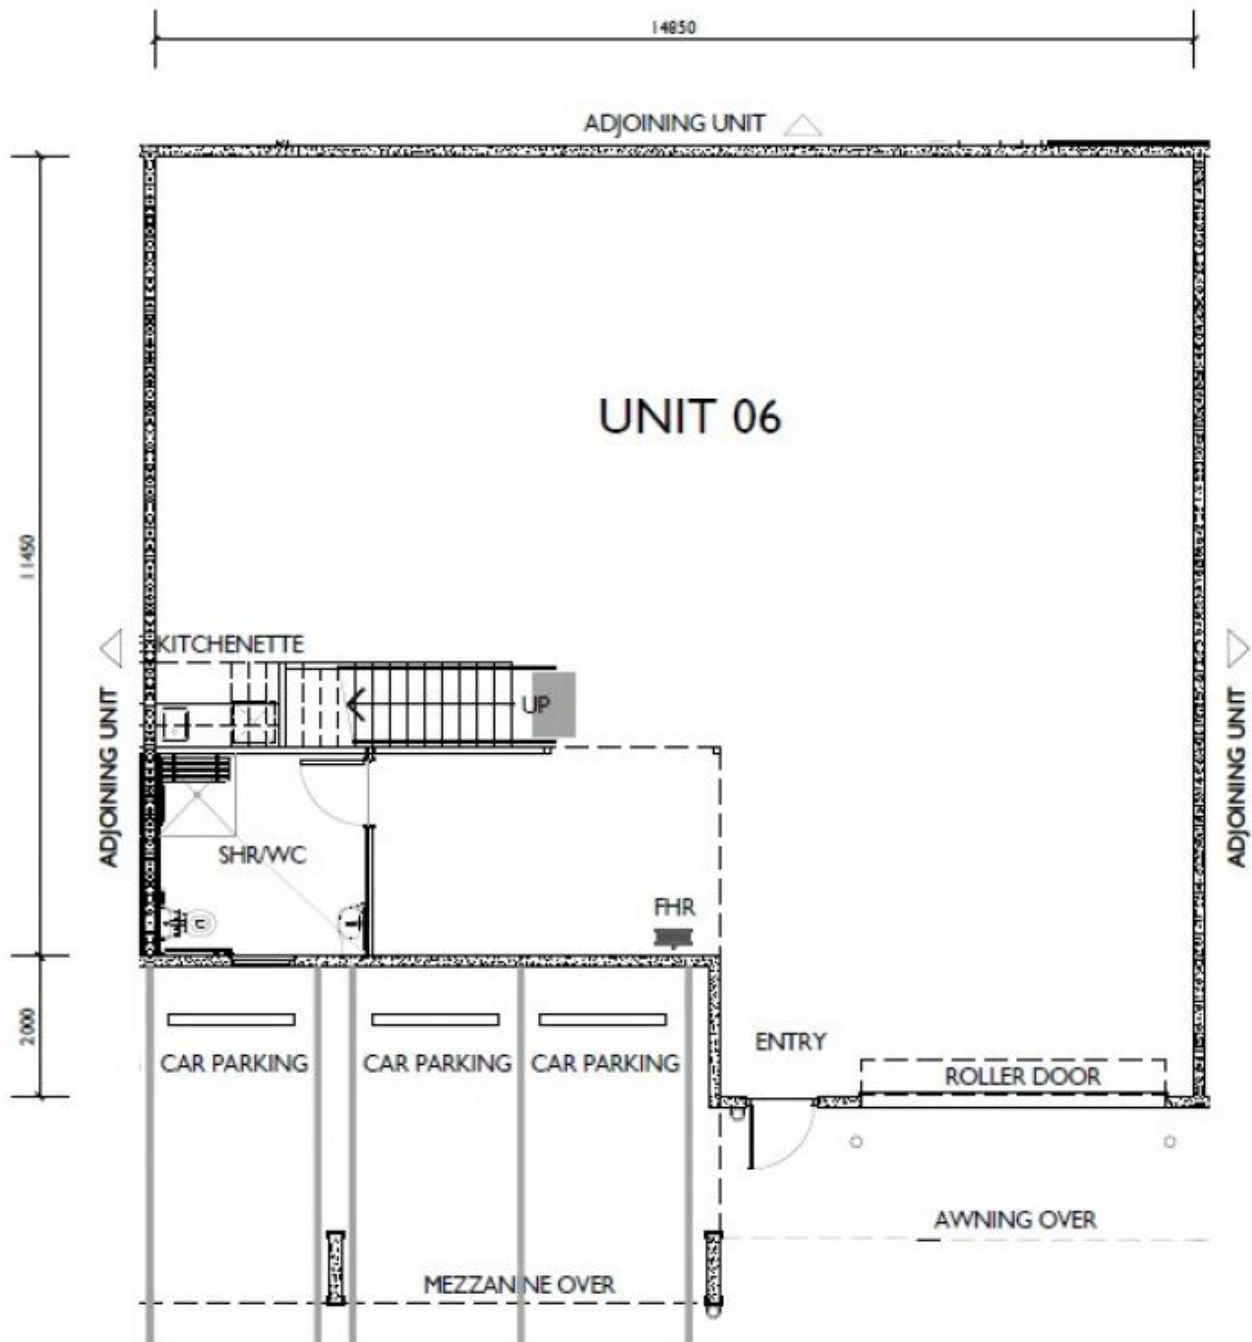 14850
ADJOINING UNIT
UNIT 06
11450
KITCHENETTE
UP
ADJOINING UNIT
ADJOINING UNIT
SHR/WC
FHR
2000
ENTRY
CAR PARKING
CAR PARKING
CAR PARKING
ROLLER DOOR
AWNING OVER
MEZZANINE OVER